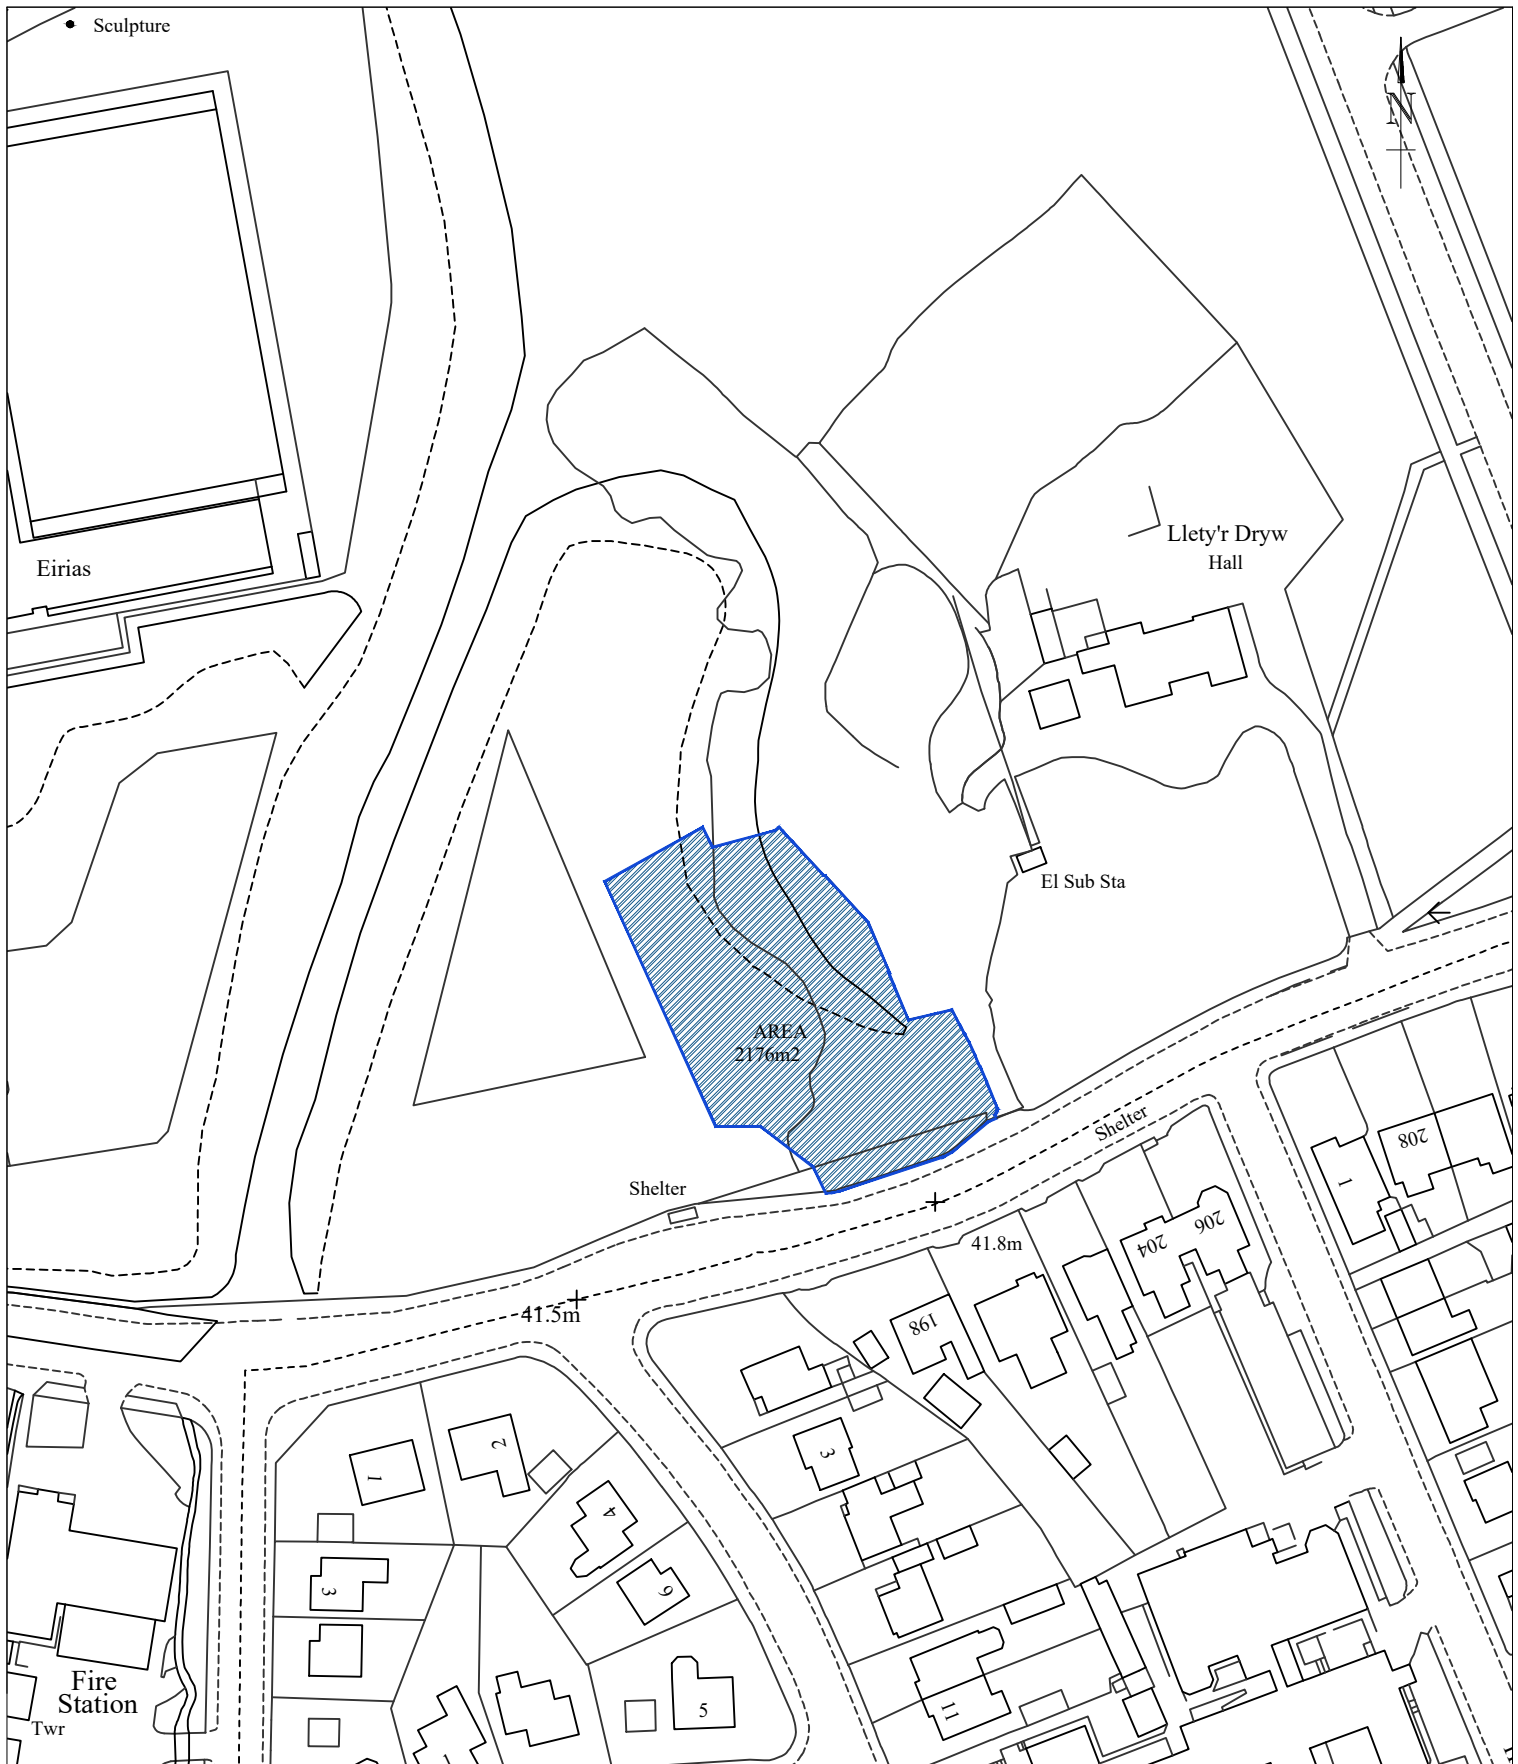 Sculpture
N
Eirias
Llety'r Dryw
Hall
El Sub Sta
AREA
2176m2
Shelter
Shelter
208
1
206
204
41.8m
198
41.5m
2
1
3
4
3
9
5
11
Fire
Station
Twr